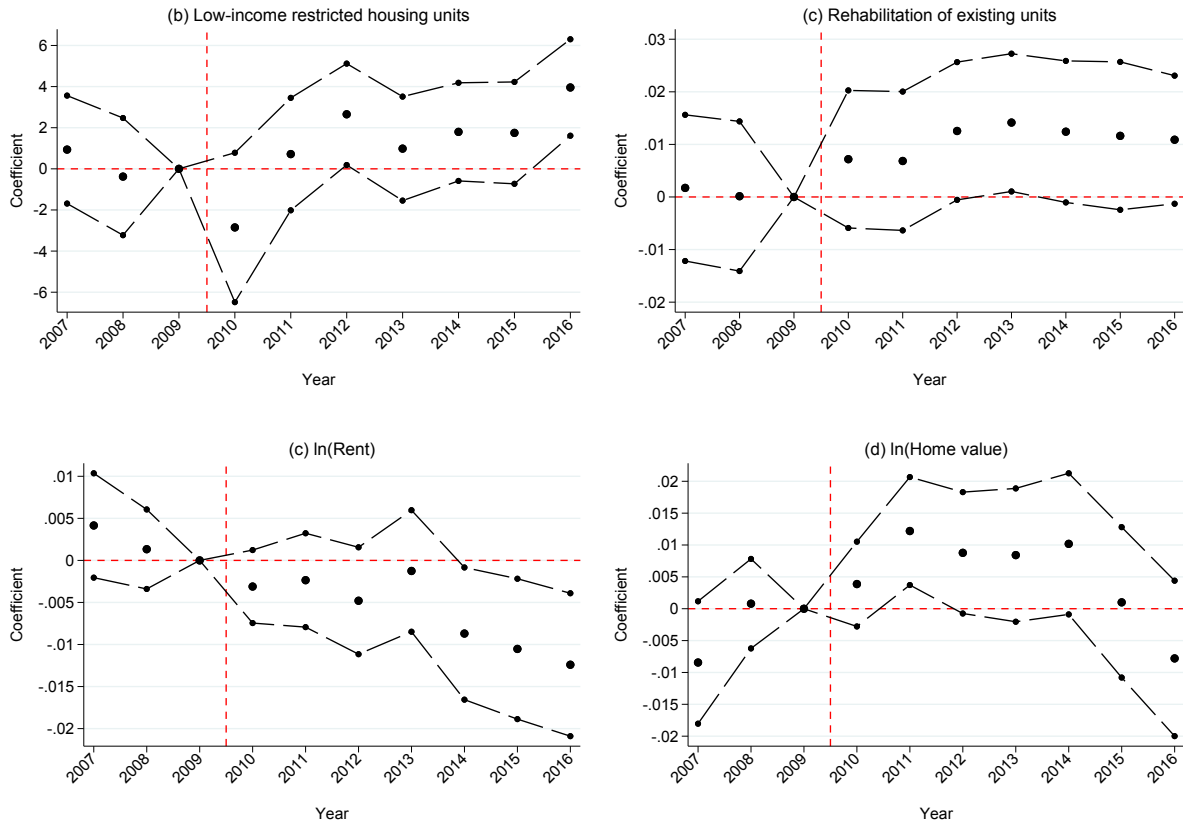 (b) Low-income restricted housing units
6
4
2
0
-2
-4
-6
Coefficient
2007 2008 2009 2010 2011 2012 2013 2014 2015 2016
Year
(c) Rehabilitation of existing units
.03
.02
.01
0
-.01
-.02
Coefficient
2007 2008 2009 2010 2011 2012 2013 2014 2015 2016
Year
(c) ln(Rent)
.01
.005
0
-.005
-.01
-.015
-.02
Coefficient
2007 2008 2009 2010 2011 2012 2013 2014 2015 2016
Year
(d) ln(Home value)
.02
.015
.01
.005
0
-.005
-.01
-.015
-.02
Coefficient
2007 2008 2009 2010 2011 2012 2013 2014 2015 2016
Year